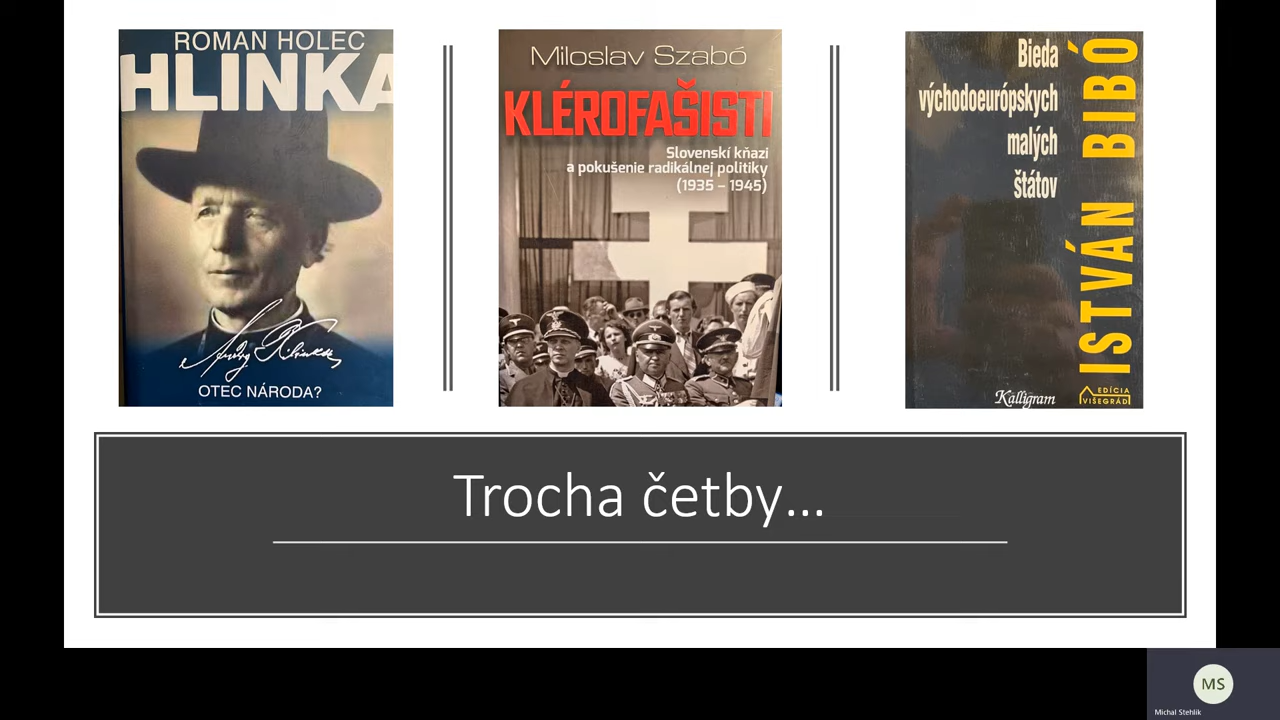 ROMAN HOLEC
HLINKA
OTEC NÁRODA?
Miloslav Szabó
KLÉROFAŠISTI
Slovenskí kňazi
a pokušenie radikálnej politiky
(1935 – 1945)
Bieda
východoeurópskych
malých
štátov
ISTVÁN BIBÓ
Kalligram
EDÍCIA
VIŠEGRÁD
Trocha četby...
MS
Michal Stehlík